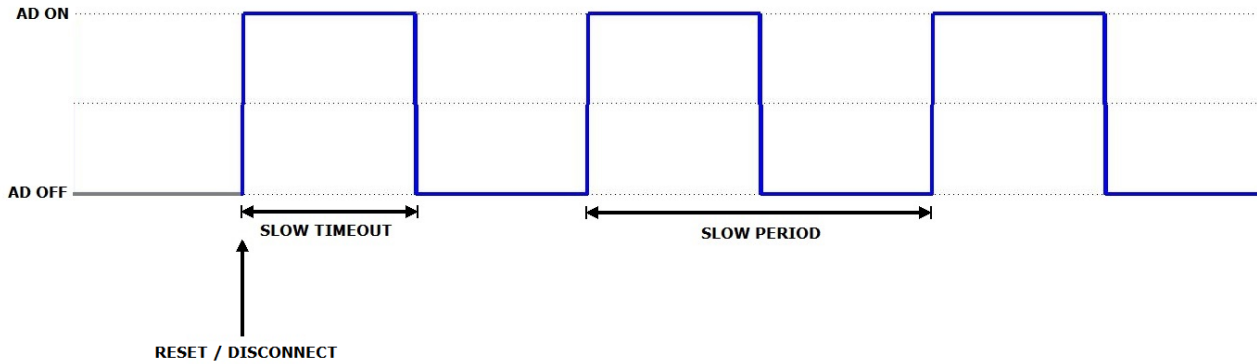 AD ON
AD OFF
SLOW TIMEOUT
SLOW PERIOD
RESET / DISCONNECT